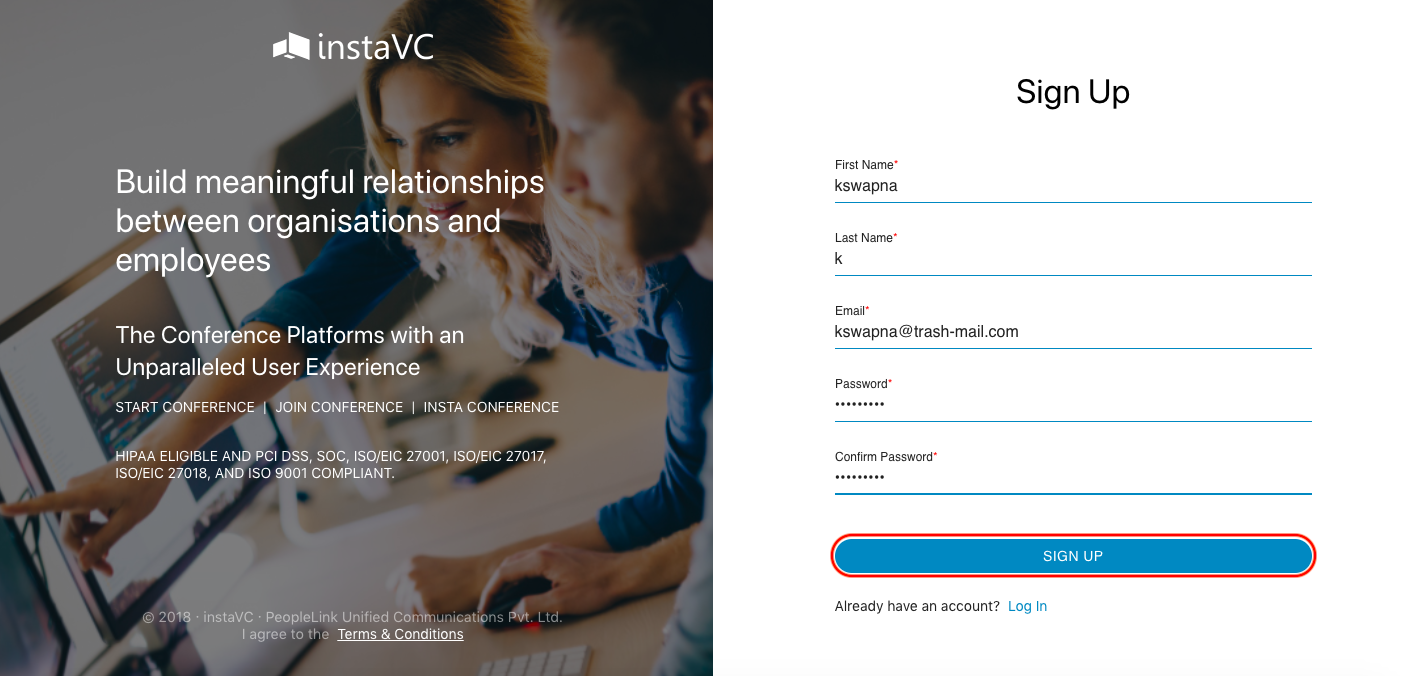 instaVC
Build meaningful relationships
between organisations and
employees
The Conference Platforms with an
Unparalleled User Experience
START CONFERENCE | JOIN CONFERENCE | INSTA CONFERENCE
HIPAA ELIGIBLE AND PCI DSS, SOC, ISO/EIC 27001, ISO/EIC 27017,
ISO/EIC 27018, AND ISO 9001 COMPLIANT.
© 2018 · instaVC · PeopleLink Unified Communications Pvt. Ltd.
I agree to the Terms & Conditions
Sign Up
First Name*
kswapna
Last Name*
k
Email*
kswapna@trash-mail.com
Password*
•••••••••
Confirm Password*
•••••••••
SIGN UP
Already have an account? Log In